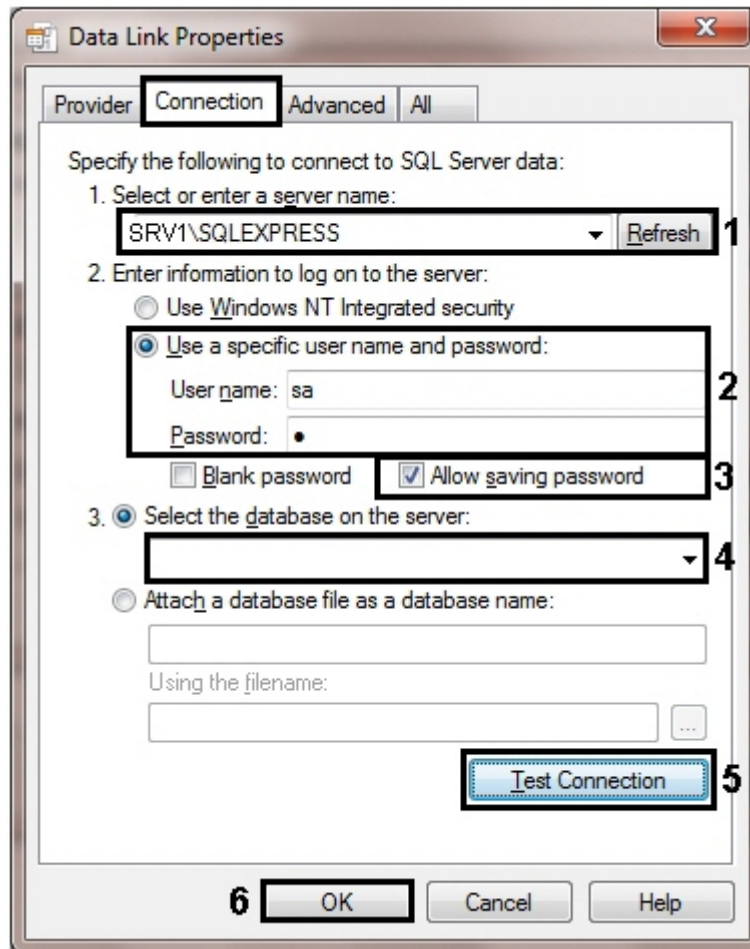 Data Link Properties
Provider Connection Advanced All
Specify the following to connect to SQL Server data:
1. Select or enter a server name:
SRV1\SQLEXPRESS Refresh 1
2. Enter information to log on to the server:
Use Windows NT Integrated security
Use a specific user name and password:
User name: sa 2
Password: ●
Blank password Allow saving password 3
3. Select the database on the server:
4
Attach a database file as a database name:
Using the filename:
...
Test Connection 5
6 OK Cancel Help